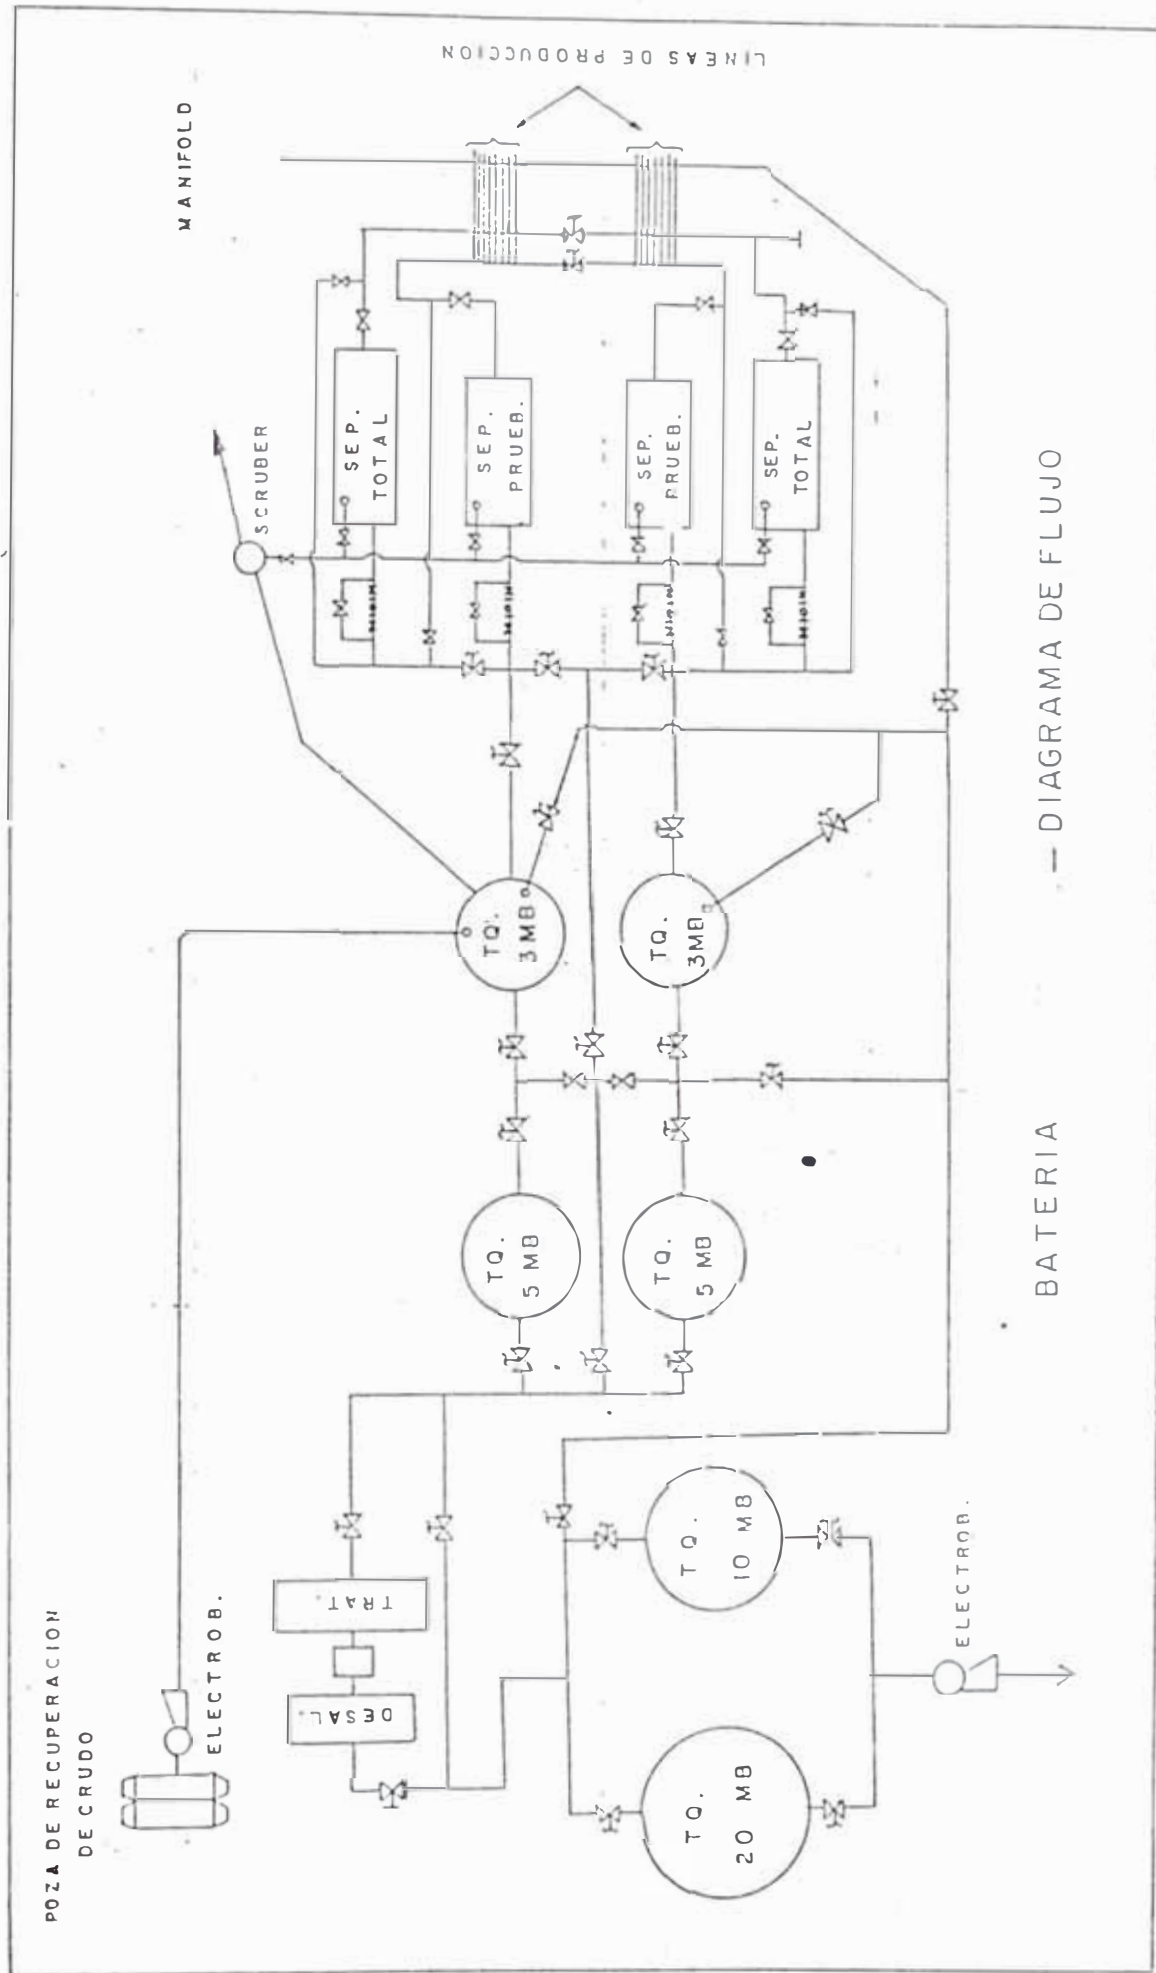 LINEAS DE PRODUCCION
MANIFOLD
SCRUBER
SEP.
TOTAL
SEP.
PRUEB.
SEP.
PRUEB.
SEP.
TOTAL
TQ.
3 MB
TQ.
3MB
TQ.
5 MB
TQ.
5 MB
TRAT.
DESAL.
POZA DE RECUPERACION
DE CRUDO
ELECTROB.
TQ.
10 MB
TQ.
20 MB
ELECTROB.
BATERIA — DIAGRAMA DE FLUJO